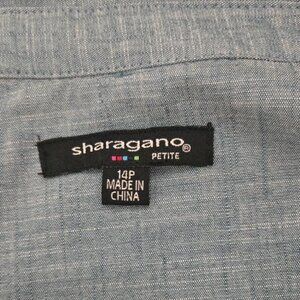 sharagano®
PETITE
14P
MADE IN
CHINA